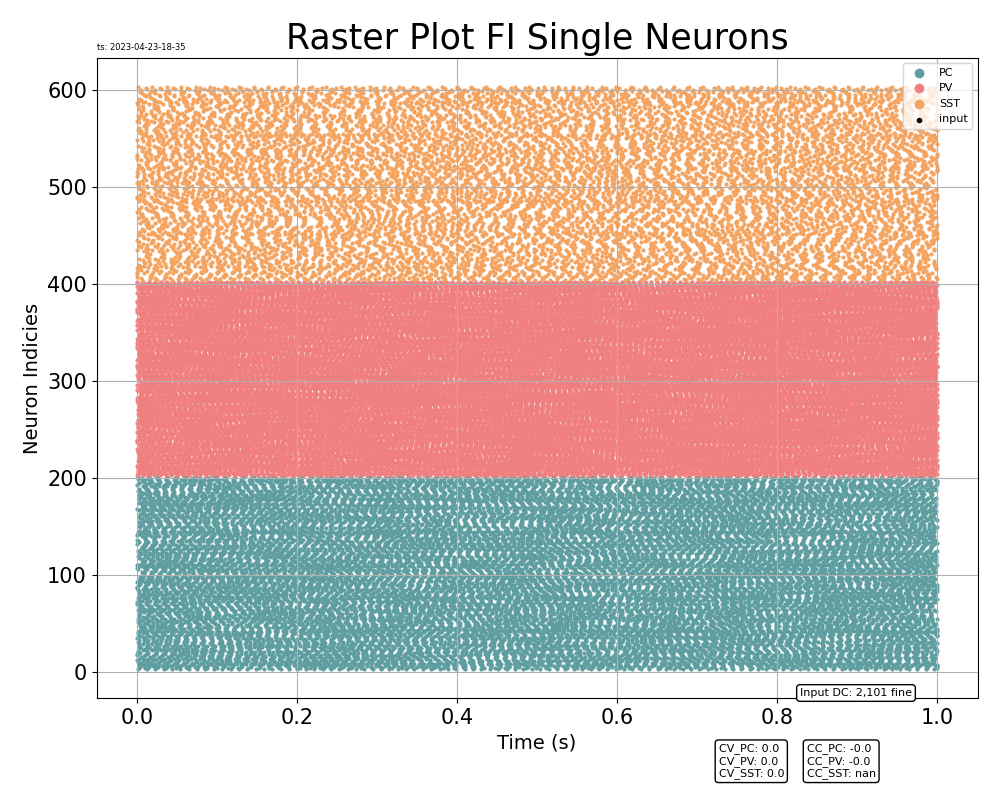 Raster Plot FI Single Neurons
ts: 2023-04-23-18-35
PC
PV
SST
input
600
500
400
300
200
100
0
Neuron Indicies
0.0 0.2 0.4 0.6 0.8 1.0
Input DC: 2,101 fine
Time (s)
CV_PC: 0.0
CV_PV: 0.0
CV_SST: 0.0
CC_PC: -0.0
CC_PV: -0.0
CC_SST: nan